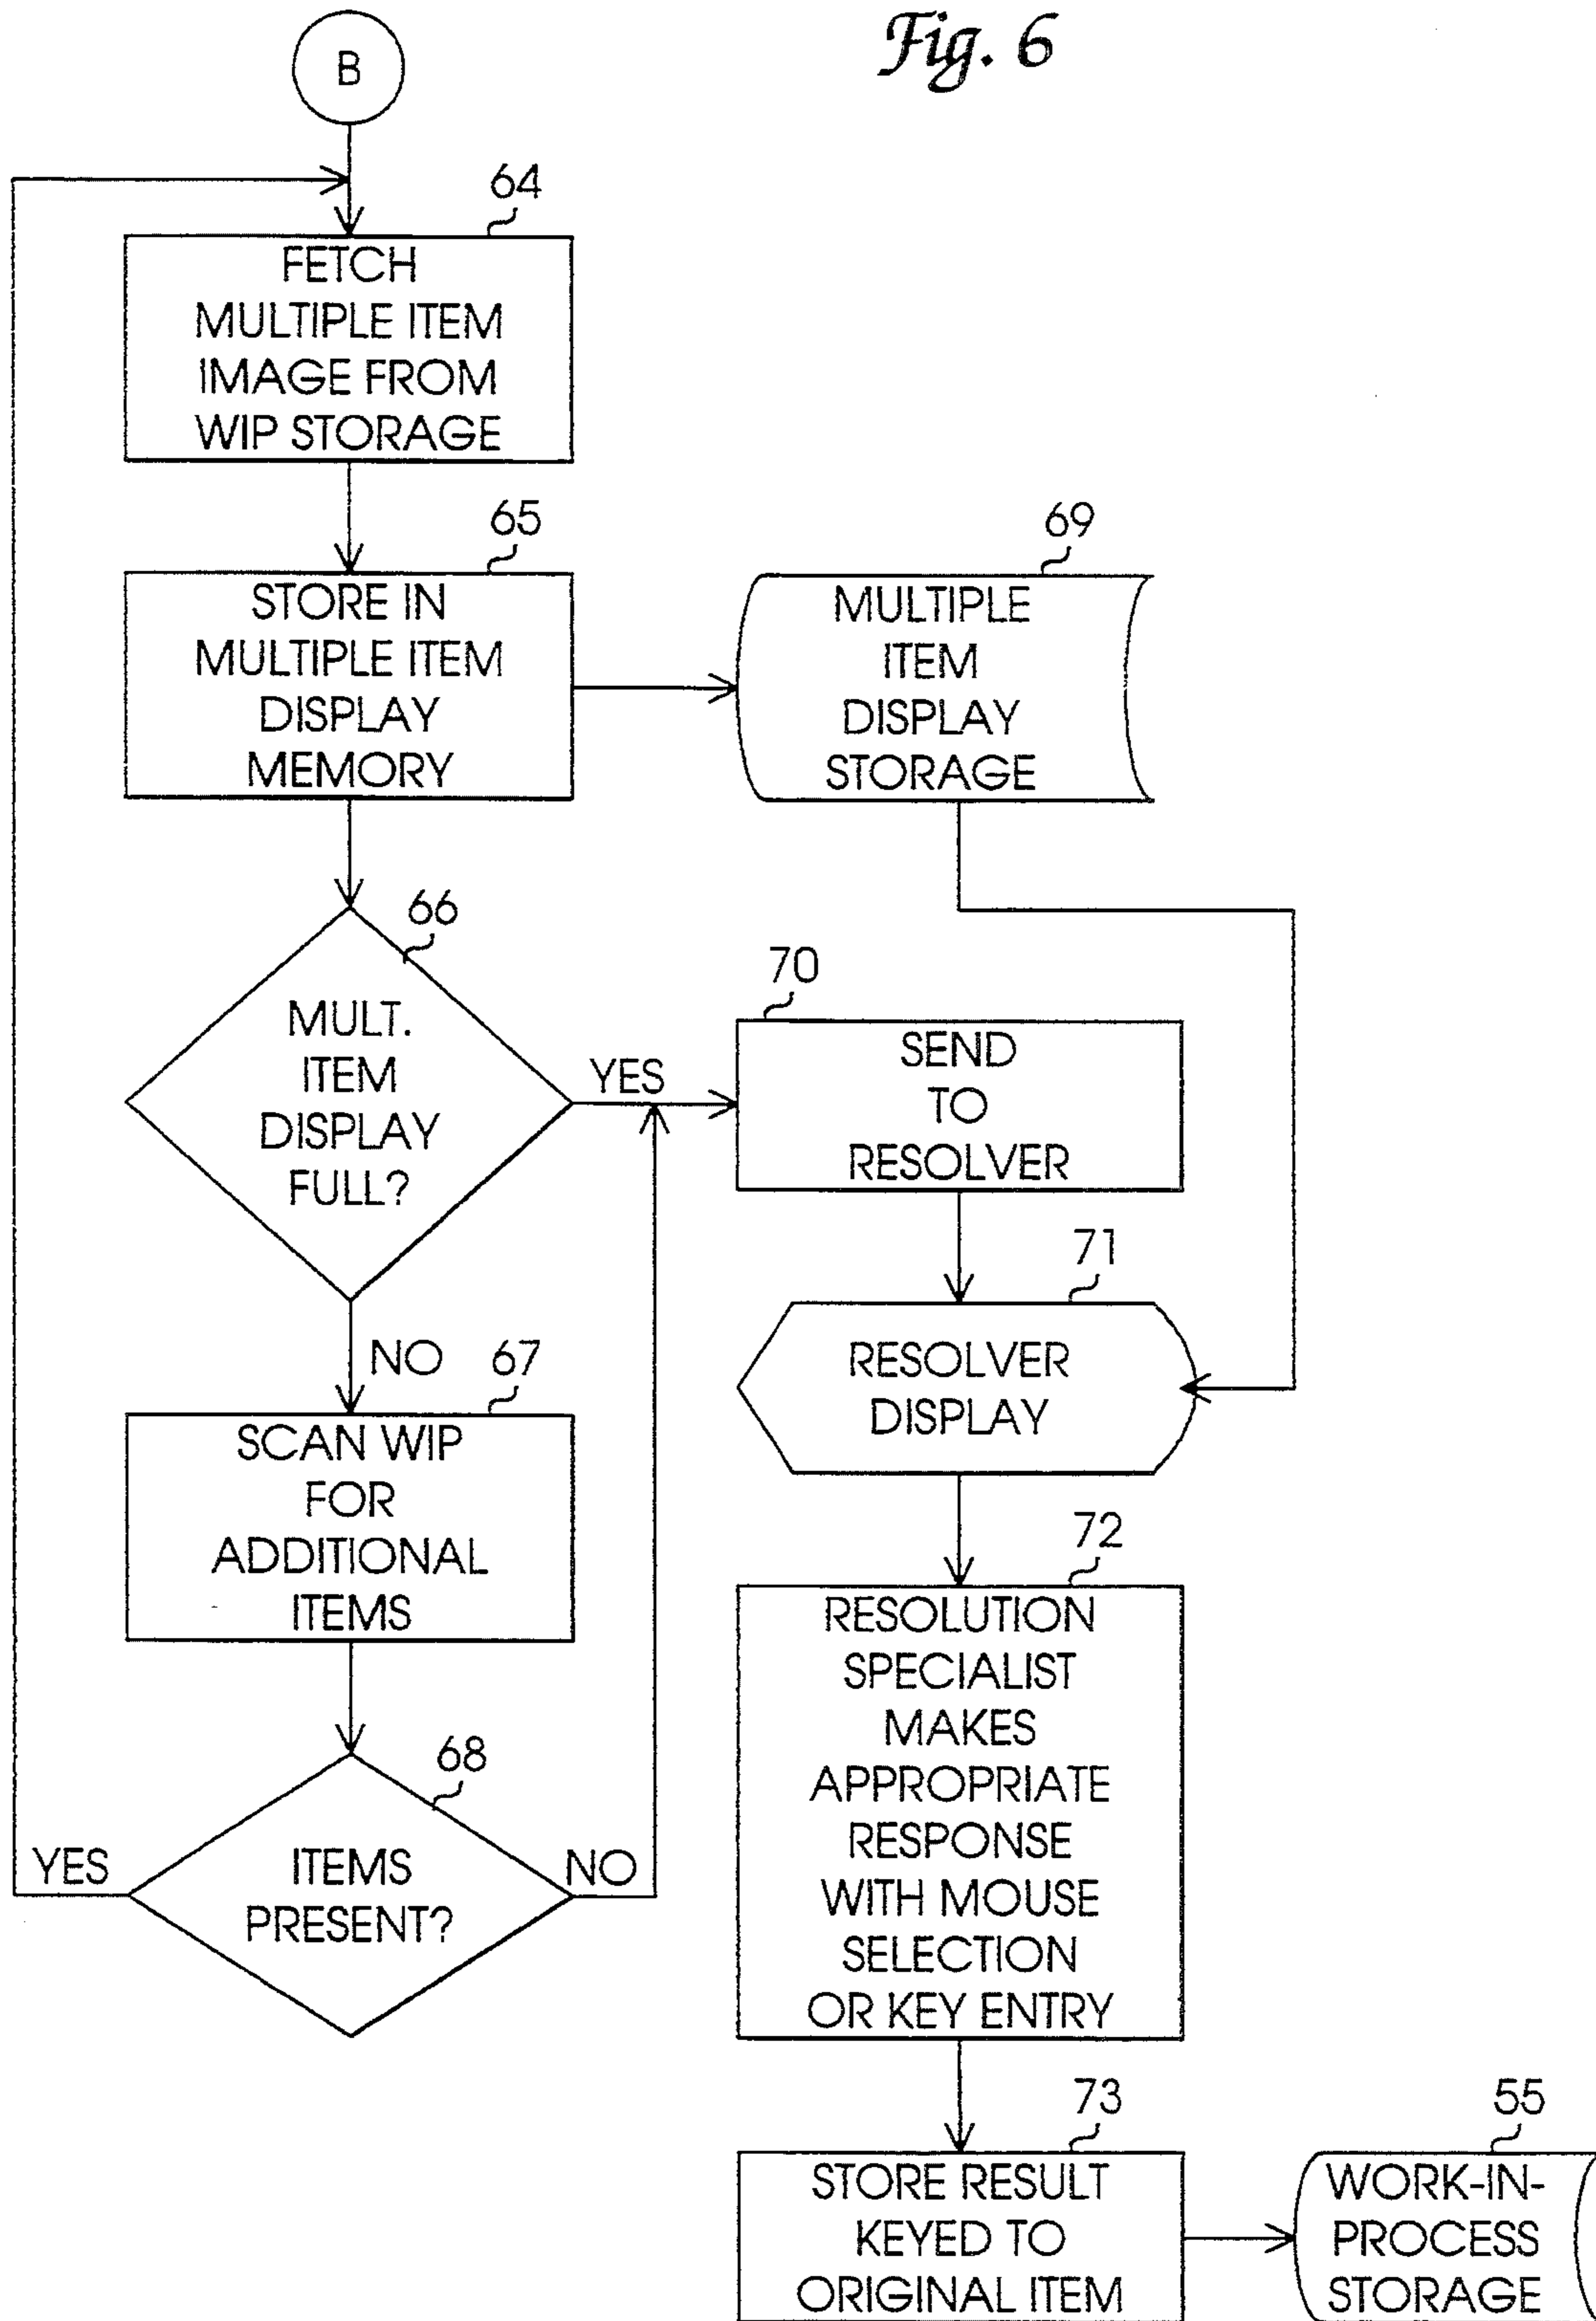 Fig. 6
B
64
FETCH
MULTIPLE ITEM
IMAGE FROM
WIP STORAGE
65
STORE IN
MULTIPLE ITEM
DISPLAY
MEMORY
69
MULTIPLE
ITEM
DISPLAY
STORAGE
66
MULT.
ITEM
DISPLAY
FULL?
YES
NO
67
SCAN WIP
FOR
ADDITIONAL
ITEMS
68
ITEMS
PRESENT?
YES
NO
70
SEND
TO
RESOLVER
71
RESOLVER
DISPLAY
72
RESOLUTION
SPECIALIST
MAKES
APPROPRIATE
RESPONSE
WITH MOUSE
SELECTION
OR KEY ENTRY
73
STORE RESULT
KEYED TO
ORIGINAL ITEM
55
WORK-IN-
PROCESS
STORAGE